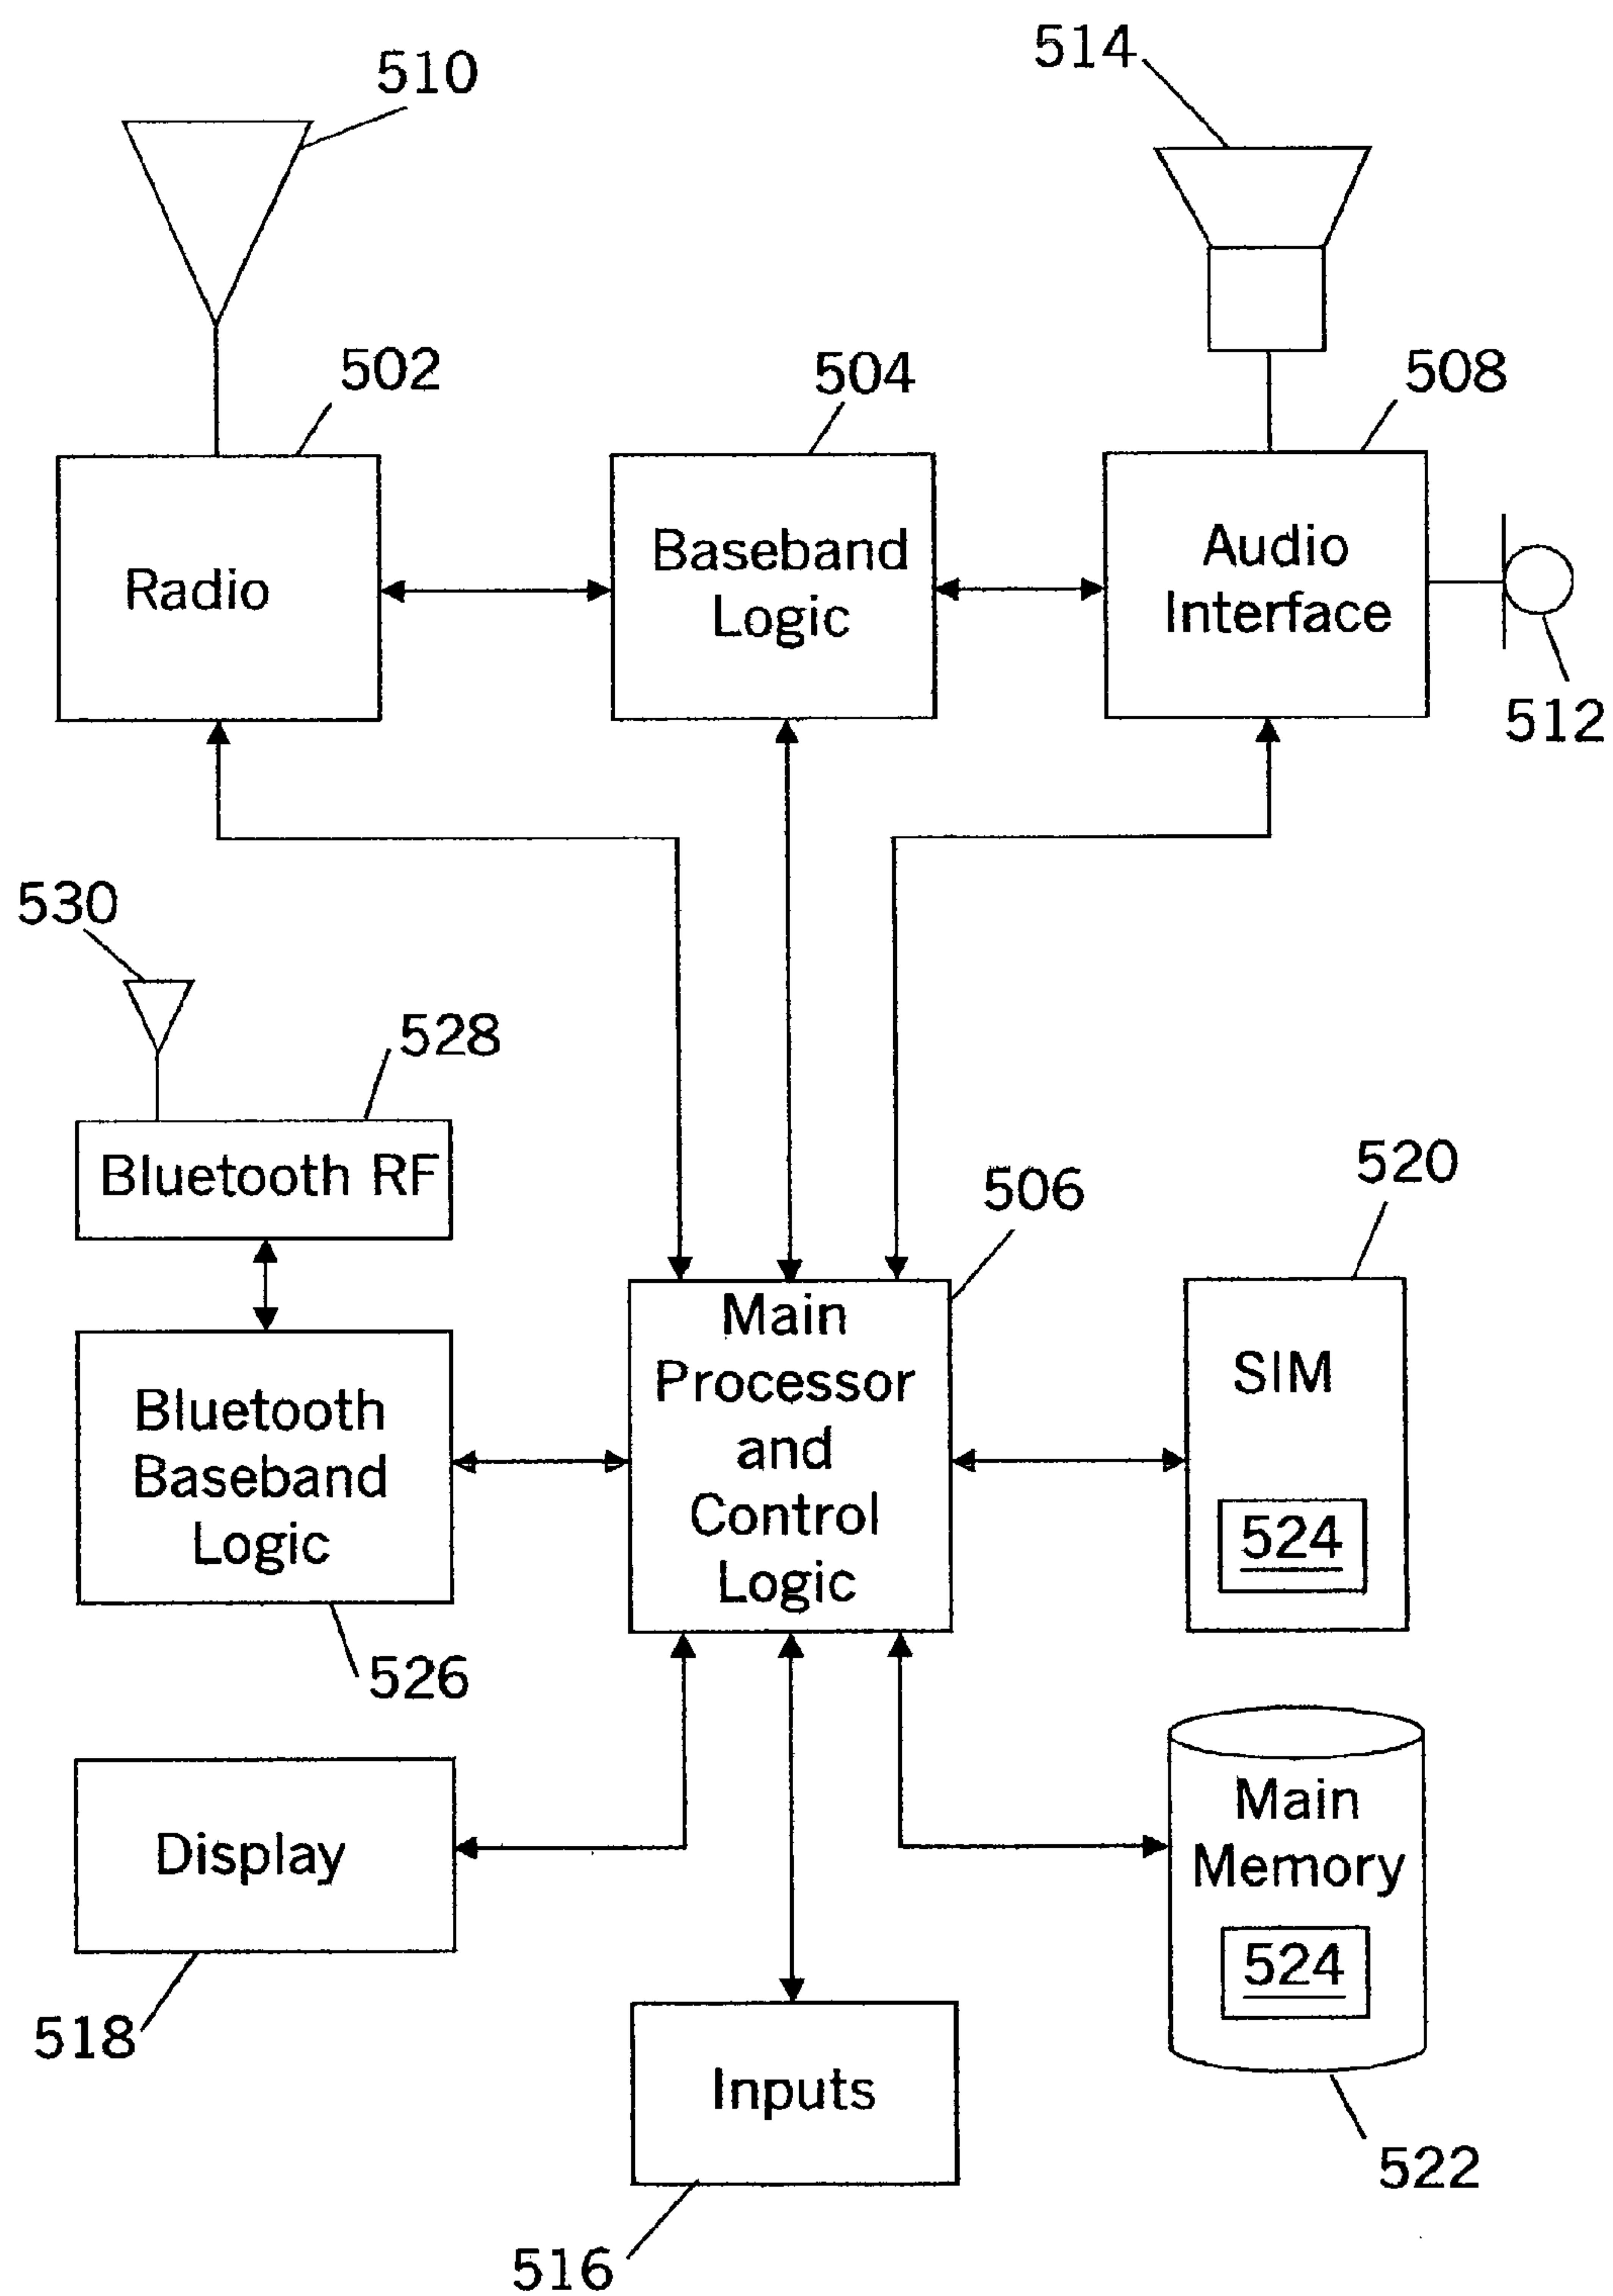 510
514
502
504
508
Radio
Baseband
Logic
Audio
Interface
512
530
528
Bluetooth RF
506
520
Main
Processor
and
Control
Logic
SIM
524
Bluetooth
Baseband
Logic
526
Display
518
Main
Memory
524
522
Inputs
516